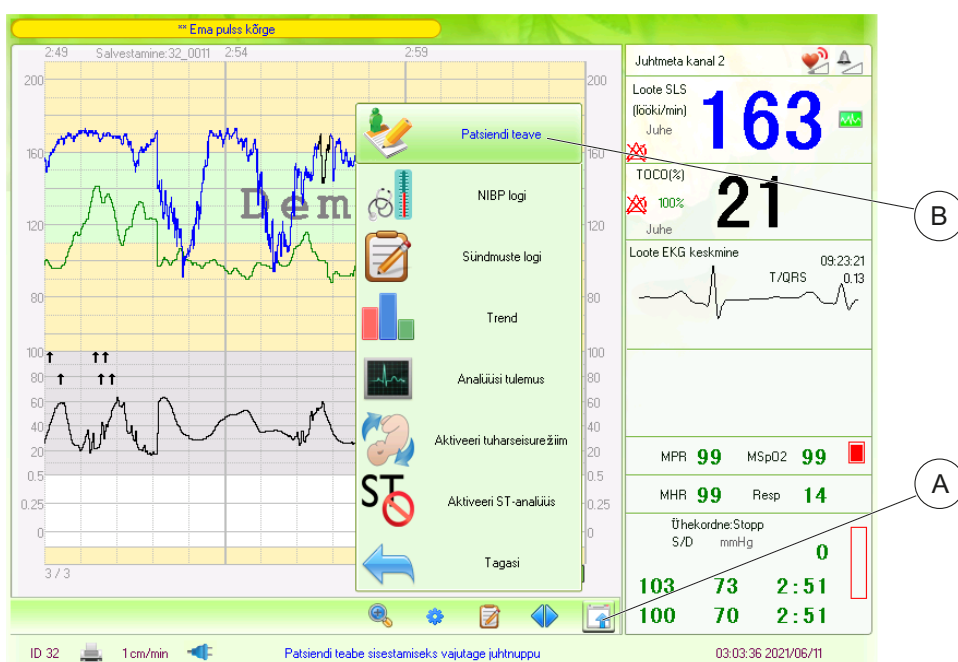 ** Ema pulss kõrge
2:49 Salvestamine:32_0011 2:54 2:59
200 200
160 160
120 120
80 80
Dem
100 100
80 80
60 60
40 40
20 20
0.5 0.5
0.25 0.25
0 0
3 / 3
Patsiendi teave
NIBP logi
Sündmuste logi
Trend
Analüüsi tulemus
Aktiveeri tuharseisurežiim
ST
Aktiveeri ST-analüüs
Tagasi
Juhtmeta kanal 2
Loote SLS
(lööki/min)
Juhe
163
TOCO(%)
100%
Juhe
21
Loote EKG keskmine
09:23:21
T/QRS 0.13
MPR 99 MSpO2 99
MHR 99 Resp 14
Ühekordne:Stopp
S/D mmHg
0
103 73 2:51
100 70 2:51
B
A
ID 32 1 cm/min Patsiendi teabe sisestamiseks vajutage juhtnuppu 03:03:36 2021/06/11